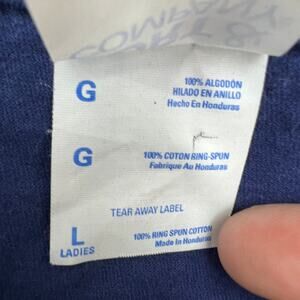 COMPANY
G
100% ALGODÓN
HILADO EN ANILLO
Hecho En Honduras
G
100% COTON RING-SPUN
Fabrique Au Honduras
TEAR AWAY LABEL
L
LADIES
100% RING SPUN COTTON
Made In Honduras